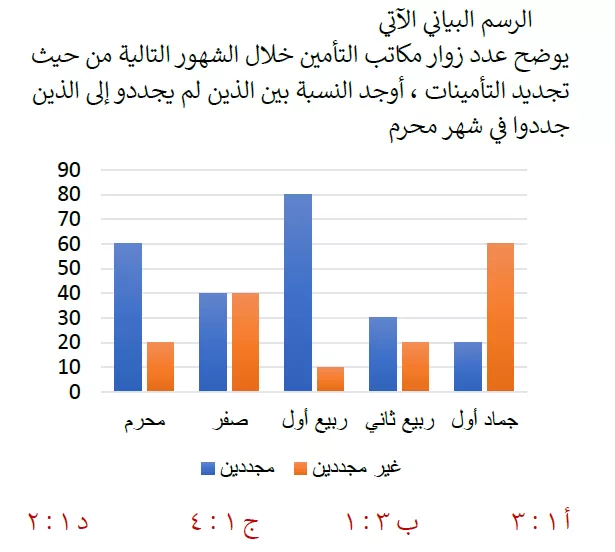 الرسم البياني الآتي
يوضح عدد زوار مكاتب التأمين خلال الشهور التالية من حيث
تجديد التأمينات ، أوجد النسبة بين الذين لم يجددو إلى الذين
جددوا في شهر محرم
90
80
70
60
50
40
30
20
10
0
جماد أول ربيع ثاني ربيع أول صفر محرم
غير مجددين مجددين
أ ١ : ٣ ب ٣ : ١ ج ١ : ٤ د ١ : ٢